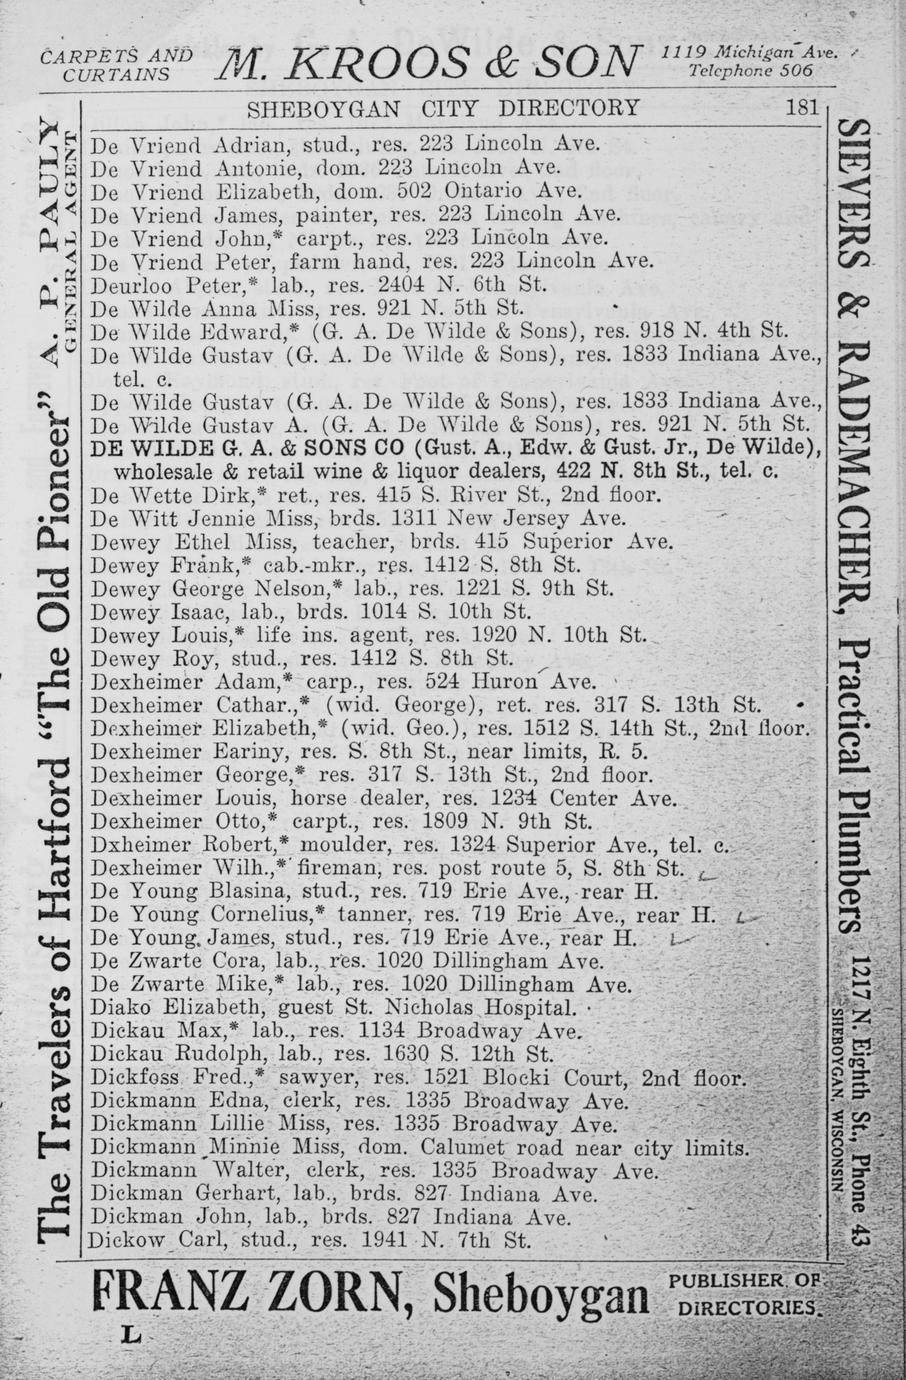 CARPETS AND
CURTAINS
M. KROOS & SON
1119 Michigan Ave.
Telephone 506
SHEBOYGAN CITY DIRECTORY 181
De Vriend Adrian, stud., res. 223 Lincoln Ave.
De Vriend Antonie, dom. 223 Lincoln Ave.
De Vriend Elizabeth, dom. 502 Ontario Ave.
De Vriend James, painter, res. 223 Lincoln Ave.
De Vriend John,* carpt., res. 223 Lincoln Ave.
De Vriend Peter, farm hand, res. 223 Lincoln Ave.
Deurloo Peter,* lab., res. 2404 N. 6th St.
De Wilde Anna Miss, res. 921 N. 5th St.
De Wilde Edward,* (G. A. De Wilde & Sons), res. 918 N. 4th St.
De Wilde Gustav (G. A. De Wilde & Sons), res. 1833 Indiana Ave.,
tel. c.
De Wilde Gustav (G. A. De Wilde & Sons), res. 1833 Indiana Ave.,
De Wilde Gustav A. (G. A. De Wilde & Sons), res. 921 N. 5th St.
DE WILDE G. A. & SONS CO (Gust. A., Edw. & Gust. Jr., De Wilde),
wholesale & retail wine & liquor dealers, 422 N. 8th St., tel. c.
De Wette Dirk,* ret., res. 415 S. River St., 2nd floor.
De Witt Jennie Miss, brds. 1311 New Jersey Ave.
Dewey Ethel Miss, teacher, brds. 415 Superior Ave.
Dewey Frank,* cab.-mkr., res. 1412 S. 8th St.
Dewey George Nelson,* lab., res. 1221 S. 9th St.
Dewey Isaac, lab., brds. 1014 S. 10th St.
Dewey Louis,* life ins. agent, res. 1920 N. 10th St.
Dewey Roy, stud., res. 1412 S. 8th St.
Dexheimer Adam,* carp., res. 524 Huron Ave.
Dexheimer Cathar.,* (wid. George), ret. res. 317 S. 13th St.
Dexheimer Elizabeth,* (wid. Geo.), res. 1512 S. 14th St., 2nd floor.
Dexheimer Eariny, res. S. 8th St., near limits, R. 5.
Dexheimer George,* res. 317 S. 13th St., 2nd floor.
Dexheimer Louis, horse dealer, res. 1234 Center Ave.
Dexheimer Otto,* carpt., res. 1809 N. 9th St.
Dxheimer Robert,* moulder, res. 1324 Superior Ave., tel. c.
Dexheimer Wilh.,* fireman, res. post route 5, S. 8th St.
De Young Blasina, stud., res. 719 Erie Ave., rear H.
De Young Cornelius,* tanner, res. 719 Erie Ave., rear H.
De Young James, stud., res. 719 Erie Ave., rear H.
De Zwarte Cora, lab., res. 1020 Dillingham Ave.
De Zwarte Mike,* lab., res. 1020 Dillingham Ave.
Diako Elizabeth, guest St. Nicholas Hospital.
Dickau Max,* lab., res. 1134 Broadway Ave.
Dickau Rudolph, lab., res. 1630 S. 12th St.
Dickfoss Fred.,* sawyer, res. 1521 Blocki Court, 2nd floor.
Dickmann Edna, clerk, res. 1335 Broadway Ave.
Dickmann Lillie Miss, res. 1335 Broadway Ave.
Dickmann Minnie Miss, dom. Calumet road near city limits.
Dickmann Walter, clerk, res. 1335 Broadway Ave.
Dickman Gerhart, lab., brds. 827 Indiana Ave.
Dickman John, lab., brds. 827 Indiana Ave.
Dickow Carl, stud., res. 1941 N. 7th St.
The Travelers of Hartford "The Old Pioneer" A. P. PAULY
GENERAL AGENT
SIEVERS & RADEMACHER, Practical Plumbers 1217 N. Eighth St., Phone 43
SHEBOYGAN, WISCONSIN
FRANZ ZORN, Sheboygan
PUBLISHER OF
DIRECTORIES.
L